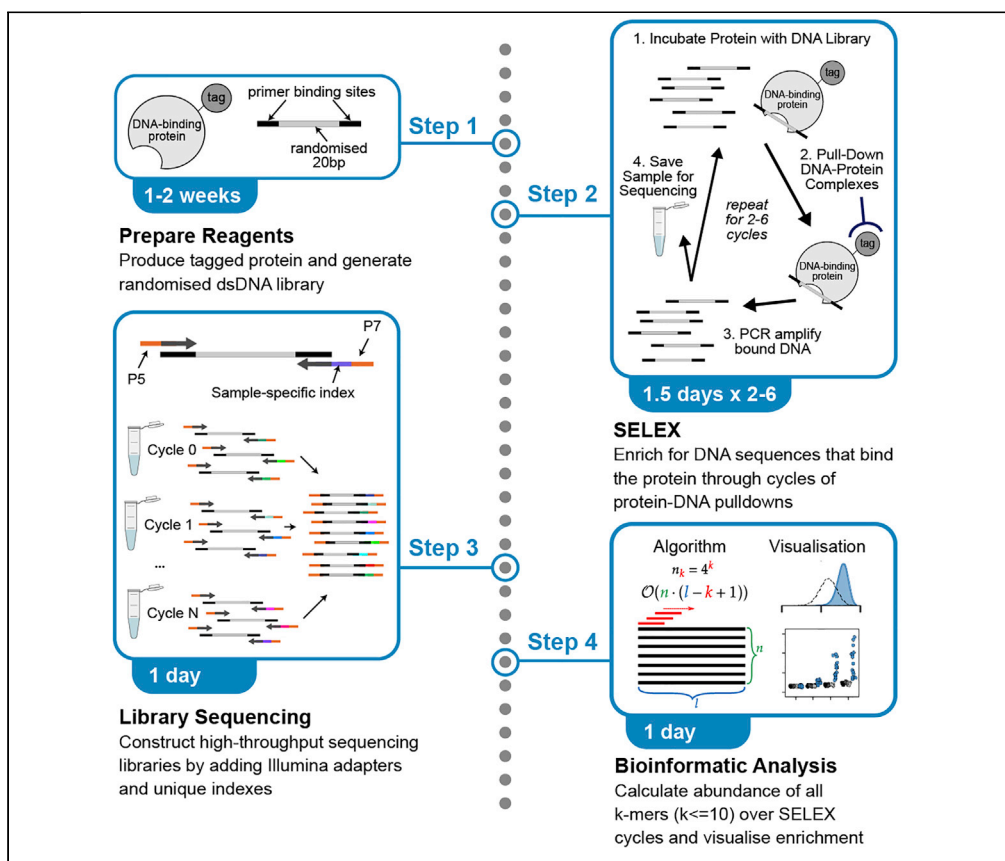 tag
DNA-binding
protein
primer binding sites
randomised
20bp
1-2 weeks
Step 1
Prepare Reagents
Produce tagged protein and generate
randomised dsDNA library
Step 2
1. Incubate Protein with DNA Library
tag
DNA-binding
protein
2. Pull-Down
DNA-Protein
Complexes
4. Save
Sample for
Sequencing
repeat
for 2-6
cycles
tag
DNA-binding
protein
3. PCR amplify
bound DNA
1.5 days x 2-6
SELEX
Enrich for DNA sequences that bind
the protein through cycles of
protein-DNA pulldowns
P7
P5
Sample-specific index
Cycle 0
Cycle 1
...
Cycle N
1 day
Step 3
Library Sequencing
Construct high-throughput sequencing
libraries by adding Illumina adapters
and unique indexes
Step 4
Algorithm
Visualisation
nₖ = 4ᵏ
𝒪(n · (l − k + 1))
n
l
1 day
Bioinformatic Analysis
Calculate abundance of all
k-mers (k<=10) over SELEX
cycles and visualise enrichment